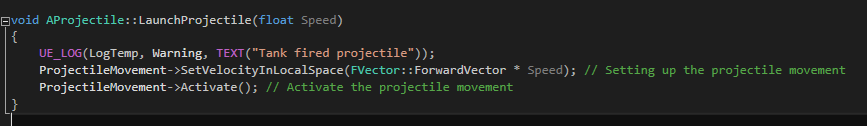 void AProjectile::LaunchProjectile(float Speed)
{
UE_LOG(LogTemp, Warning, TEXT("Tank fired projectile"));
ProjectileMovement->SetVelocityInLocalSpace(FVector::ForwardVector * Speed); // Setting up the projectile movement
ProjectileMovement->Activate(); // Activate the projectile movement
}